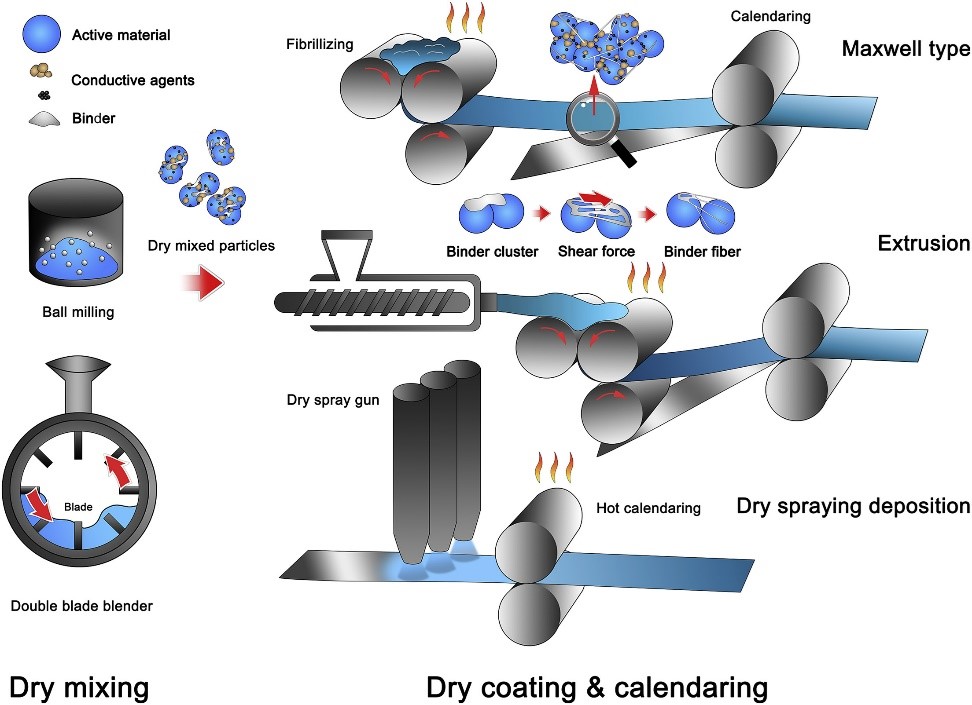 Active material
Conductive agents
Binder
Ball milling
Dry mixed particles
Blade
Double blade blender
Dry mixing
Fibrillizing
Calendaring
Maxwell type
Binder cluster
Shear force
Binder fiber
Extrusion
Dry spray gun
Hot calendaring
Dry spraying deposition
Dry coating & calendaring